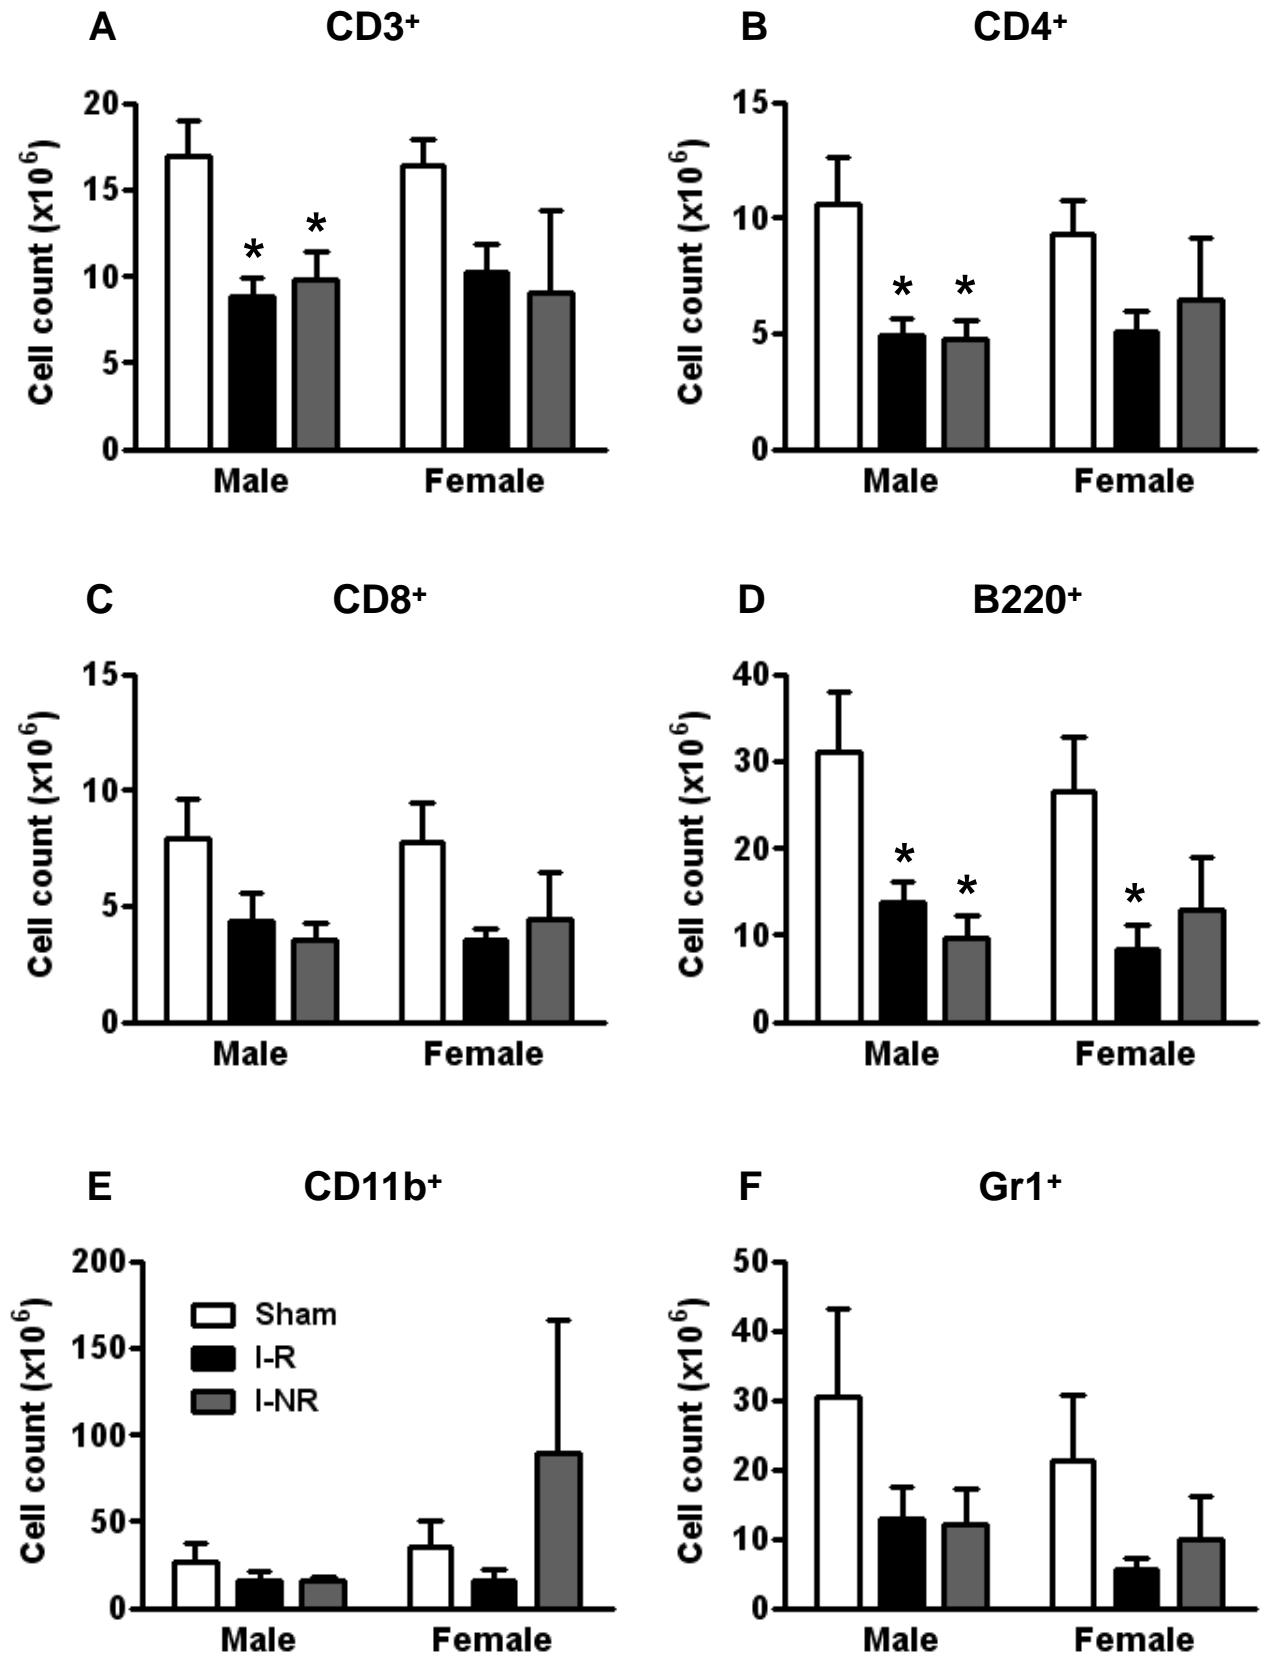 A CD3+
B CD4+
Cell count (x10^6)
20
15
10
5
0
* *
Male Female
Cell count (x10^6)
15
10
5
0
* *
Male Female
C CD8+
D B220+
Cell count (x10^6)
15
10
5
0
Male Female
Cell count (x10^6)
40
30
20
10
0
* * *
Male Female
E CD11b+
F Gr1+
Cell count (x10^6)
200
150
100
50
0
Sham
I-R
I-NR
Male Female
Cell count (x10^6)
50
40
30
20
10
0
Male Female